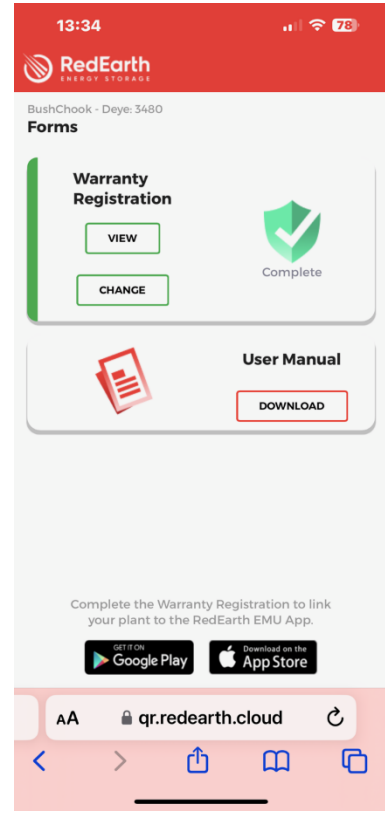 13:34
78
RedEarth
ENERGY STORAGE
BushChook - Deye: 3480
Forms
Warranty
Registration
VIEW
CHANGE
Complete
User Manual
DOWNLOAD
Complete the Warranty Registration to link
your plant to the RedEarth EMU App.
GET IT ON
Google Play
Download on the
App Store
AA
qr.redearth.cloud